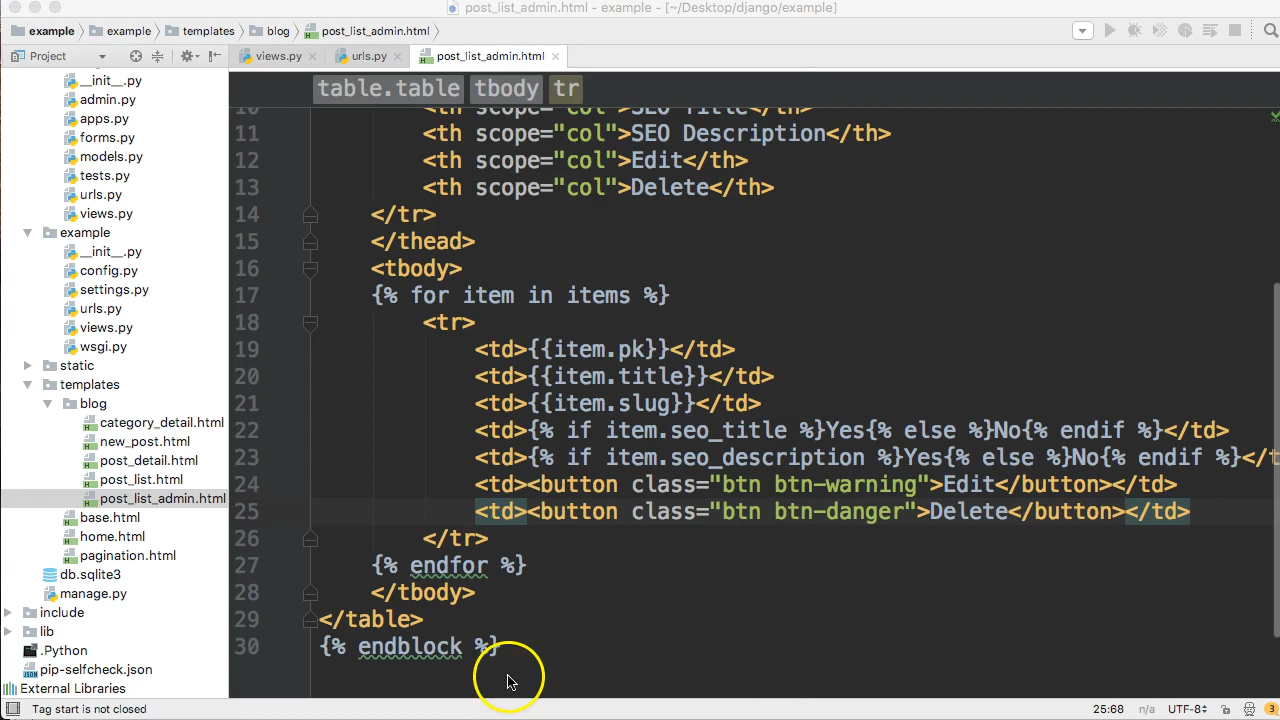 post_list_admin.html - example - [~/Desktop/django/example]
example example templates blog post_list_admin.html
Project views.py urls.py post_list_admin.html
table.table tbody tr
__init__.py
admin.py
apps.py
forms.py
models.py
tests.py
urls.py
views.py
example
__init__.py
config.py
settings.py
urls.py
views.py
wsgi.py
static
templates
blog
category_detail.html
new_post.html
post_detail.html
post_list.html
post_list_admin.html
base.html
home.html
pagination.html
db.sqlite3
manage.py
include
lib
.Python
pip-selfcheck.json
External Libraries
10 <th scope="col">SEO Title</th>
11 <th scope="col">SEO Description</th>
12 <th scope="col">Edit</th>
13 <th scope="col">Delete</th>
14 </tr>
15 </thead>
16 <tbody>
17 {% for item in items %}
18 <tr>
19 <td>{{item.pk}}</td>
20 <td>{{item.title}}</td>
21 <td>{{item.slug}}</td>
22 <td>{% if item.seo_title %}Yes{% else %}No{% endif %}</td>
23 <td>{% if item.seo_description %}Yes{% else %}No{% endif %}</t
24 <td><button class="btn btn-warning">Edit</button></td>
25 <td><button class="btn btn-danger">Delete</button></td>
26 </tr>
27 {% endfor %}
28 </tbody>
29 </table>
30 {% endblock %}
Tag start is not closed 25:68 n/a UTF-8 3